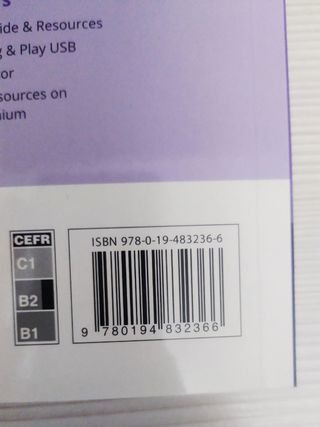 ide & Resources
& Play USB
or
sources on
ium
CEFR
C1
B2
B1
ISBN 978-0-19-483236-6
9 780194 832366